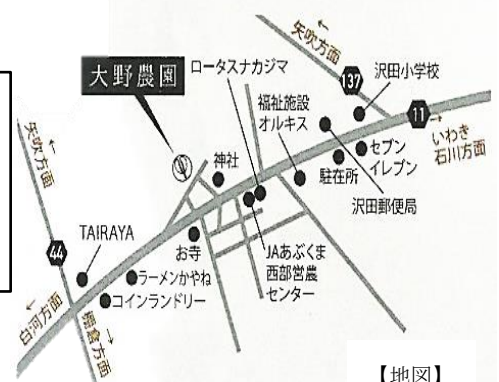 矢吹方面
137
沢田小学校
ロータスナカジマ
大野農園
福祉施設
オルキス
11
いわき
石川方面
セブン
イレブン
駐在所
沢田郵便局
神社
矢吹方面
44
TAIRAYA
お寺
JAあぶくま
西部営農
センター
ラーメンかやね
コインランドリー
白河方面
棚倉方面
【地図】